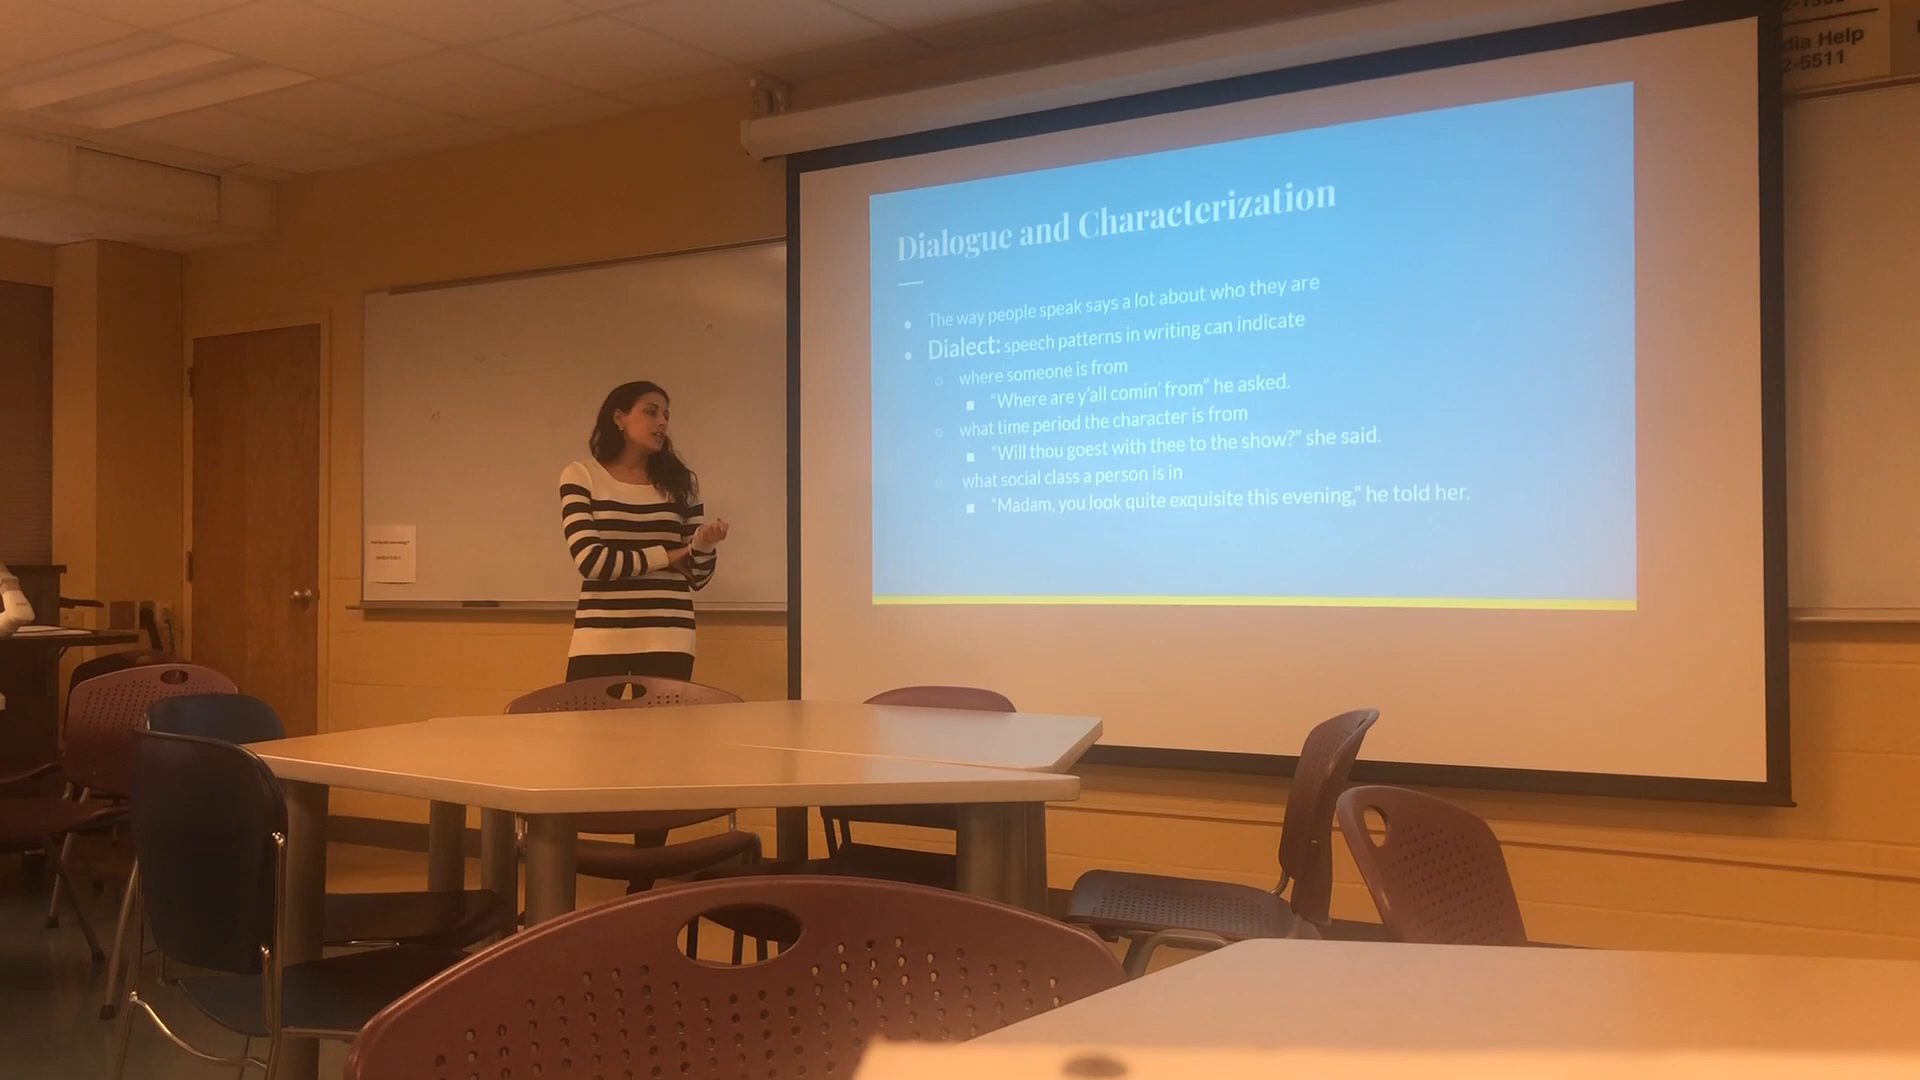 dia Help
2-5511
Dialogue and Characterization
The way people speak says a lot about who they are
Dialect: speech patterns in writing can indicate
where someone is from
"Where are y'all comin' from" he asked.
what time period the character is from
"Will thou goest with thee to the show?" she said.
what social class a person is in
"Madam, you look quite exquisite this evening," he told her.